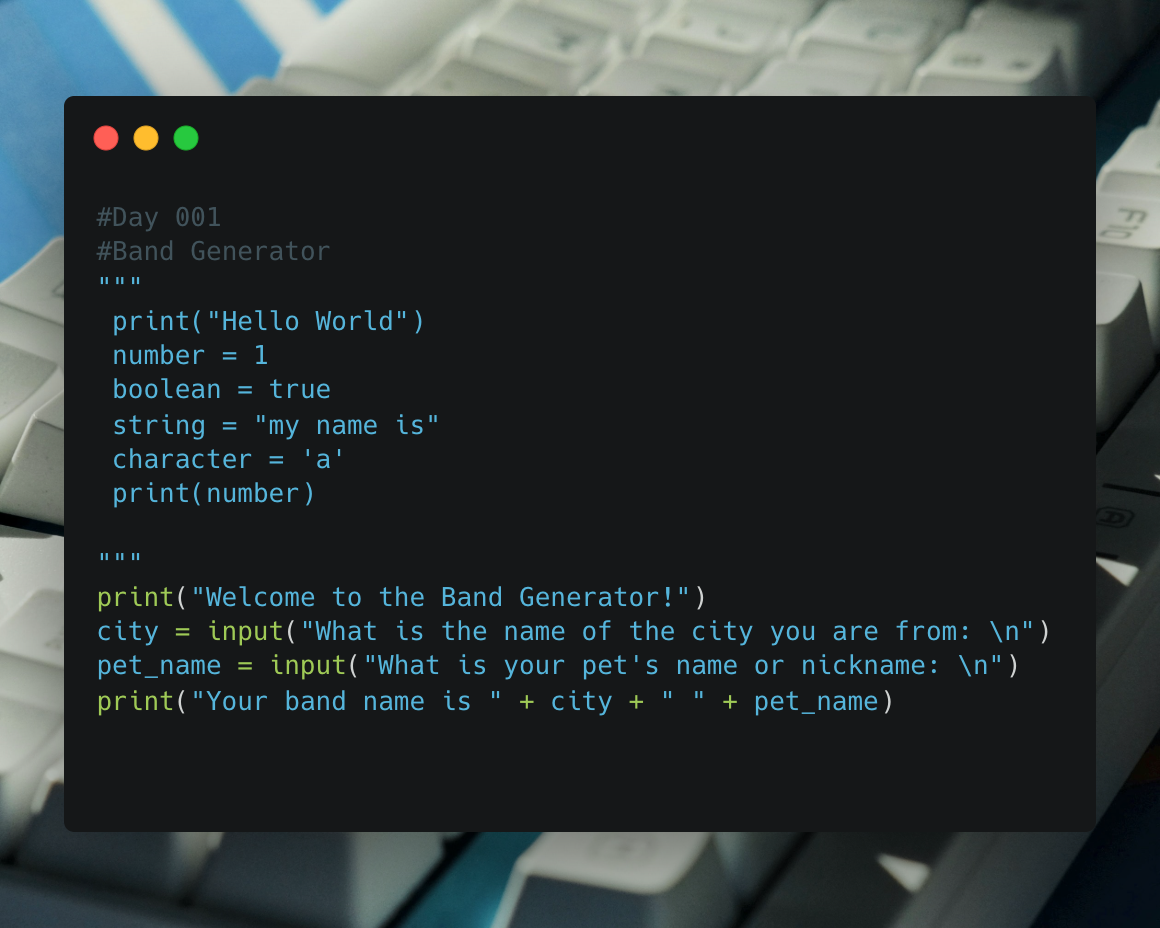 #Day 001
#Band Generator
"""
 print("Hello World")
 number = 1
 boolean = true
 string = "my name is"
 character = 'a'
 print(number)

"""
print("Welcome to the Band Generator!")
city = input("What is the name of the city you are from: \n")
pet_name = input("What is your pet's name or nickname: \n")
print("Your band name is " + city + " " + pet_name)
F10